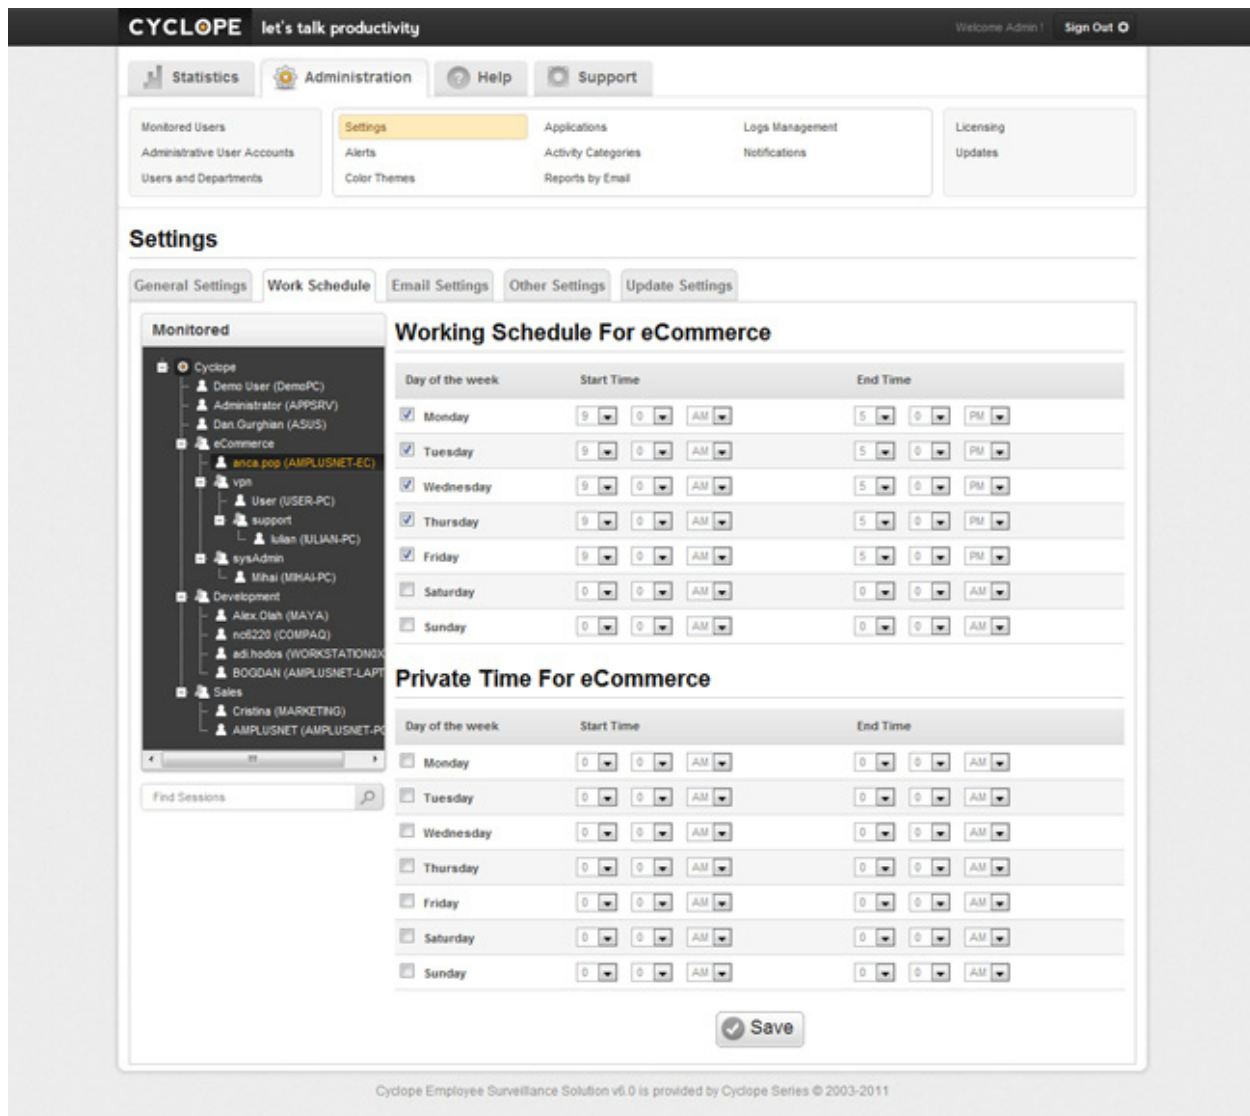 CYCLOPE let's talk productivity Welcome Admin ! Sign Out
Statistics Administration Help Support
Monitored Users Settings Applications Logs Management Licensing
Administrative User Accounts Alerts Activity Categories Notifications Updates
Users and Departments Color Themes Reports by Email
Settings
General Settings Work Schedule Email Settings Other Settings Update Settings
Monitored
Cyclope
Demo User (DemoPC)
Administrator (APPSRV)
Dan.Gurghian (ASUS)
eCommerce
anca.pop (AMPLUSNET-EC)
vpn
User (USER-PC)
support
Iulian (IULIAN-PC)
sysAdmin
Mihai (MIHAI-PC)
Development
Alex.Olah (MAYA)
nc6220 (COMPAQ)
adi.hodos (WORKSTATION0X
BOGDAN (AMPLUSNET-LAPT
Sales
Cristina (MARKETING)
AMPLUSNET (AMPLUSNET-PC
Find Sessions
Working Schedule For eCommerce
Day of the week Start Time End Time
Monday 9 0 AM 5 0 PM
Tuesday 9 0 AM 5 0 PM
Wednesday 9 0 AM 5 0 PM
Thursday 9 0 AM 5 0 PM
Friday 9 0 AM 5 0 PM
Saturday 0 0 AM 0 0 AM
Sunday 0 0 AM 0 0 AM
Private Time For eCommerce
Day of the week Start Time End Time
Monday 0 0 AM 0 0 AM
Tuesday 0 0 AM 0 0 AM
Wednesday 0 0 AM 0 0 AM
Thursday 0 0 AM 0 0 AM
Friday 0 0 AM 0 0 AM
Saturday 0 0 AM 0 0 AM
Sunday 0 0 AM 0 0 AM
Save
Cyclope Employee Surveillance Solution v6.0 is provided by Cyclope Series © 2003-2011